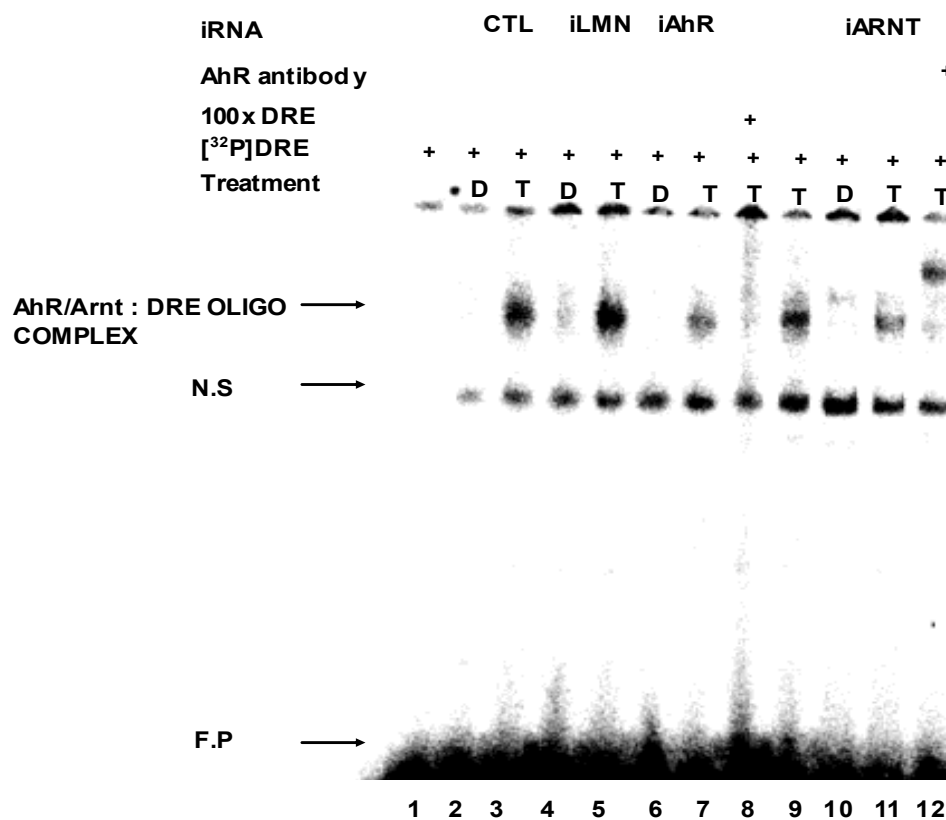 iRNA CTL iLMN iAhR iARNT
AhR antibody +
100x DRE +
[³²P]DRE + + + + + + + + + + + +
Treatment D T D T D T T T D T T
AhR/Arnt : DRE OLIGO
COMPLEX
N.S
F.P
1 2 3 4 5 6 7 8 9 10 11 12